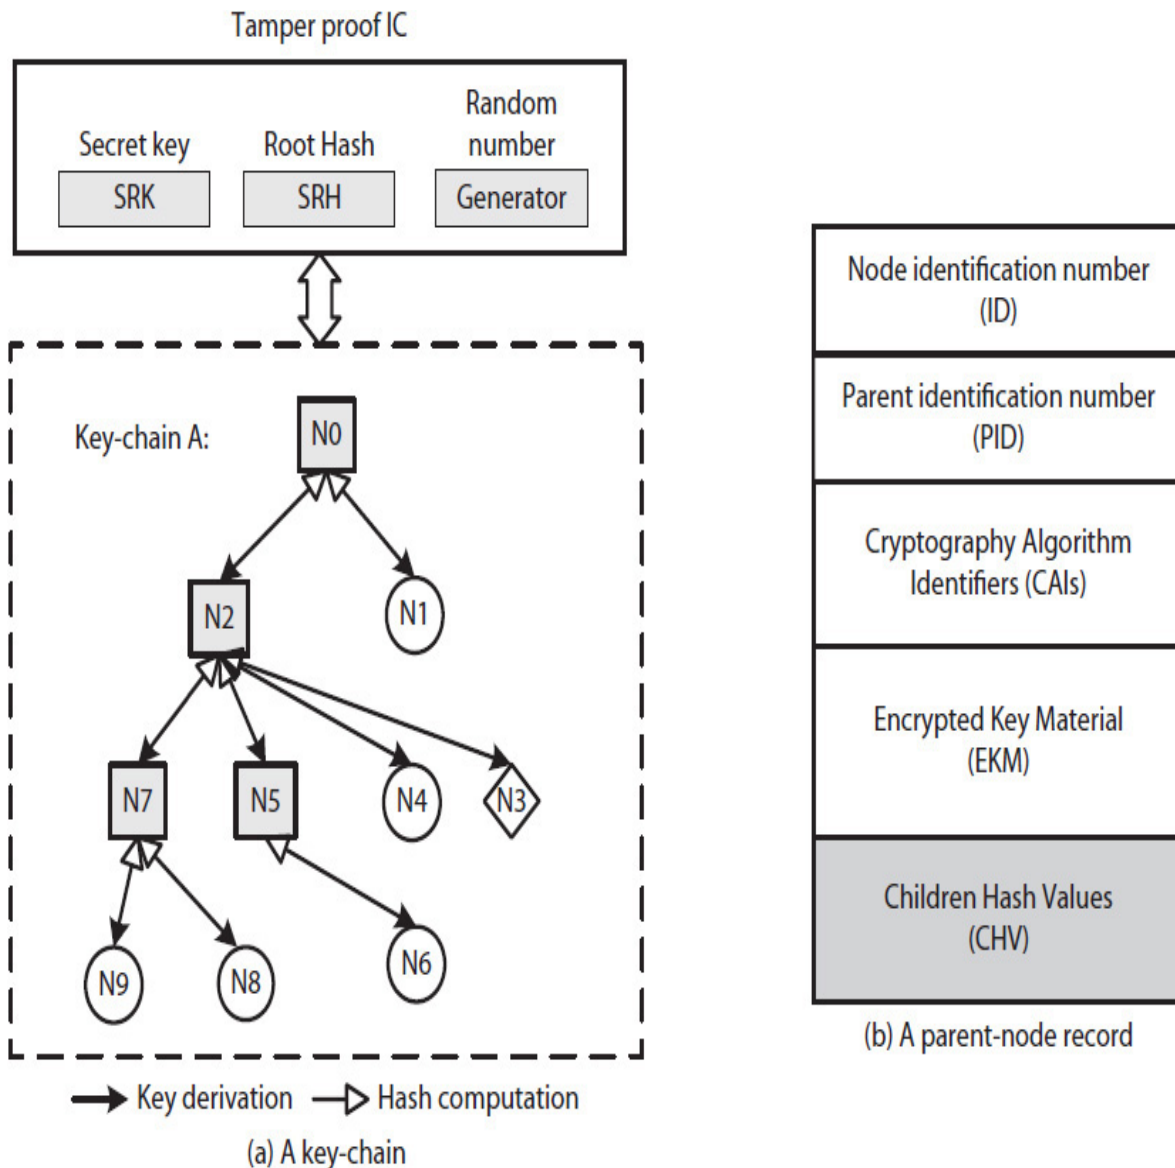 Tamper proof IC
Secret key
SRK
Root Hash
SRH
Random
number
Generator
Key-chain A:
N0
N2
N1
N7
N5
N4
N3
N9
N8
N6
Key derivation
Hash computation
(a) A key-chain
Node identification number
(ID)
Parent identification number
(PID)
Cryptography Algorithm
Identifiers (CAIs)
Encrypted Key Material
(EKM)
Children Hash Values
(CHV)
(b) A parent-node record